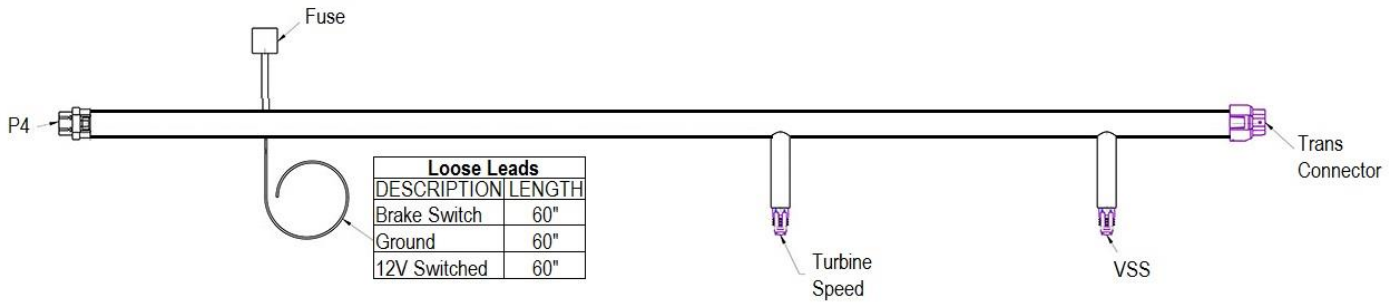 Fuse
P4
Trans
Connector
Loose Leads
DESCRIPTION LENGTH
Brake Switch 60"
Ground 60"
12V Switched 60"
Turbine
Speed
VSS